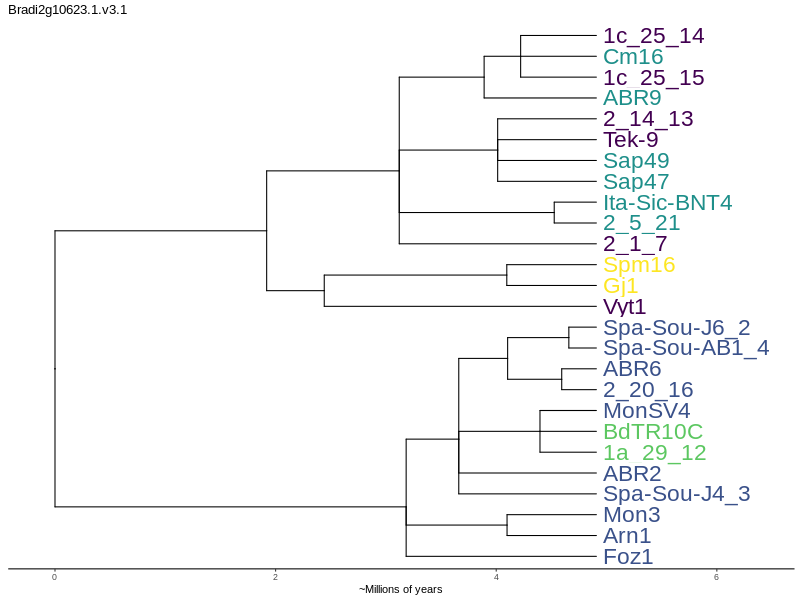 Bradi2g10623.1.v3.1
1c_25_14
Cm16
1c_25_15
ABR9
2_14_13
Tek-9
Sap49
Sap47
Ita-Sic-BNT4
2_5_21
2_1_7
Spm16
Gj1
Vyt1
Spa-Sou-J6_2
Spa-Sou-AB1_4
ABR6
2_20_16
MonSV4
BdTR10C
1a_29_12
ABR2
Spa-Sou-J4_3
Mon3
Arn1
Foz1
0 2 4 6
~Millions of years